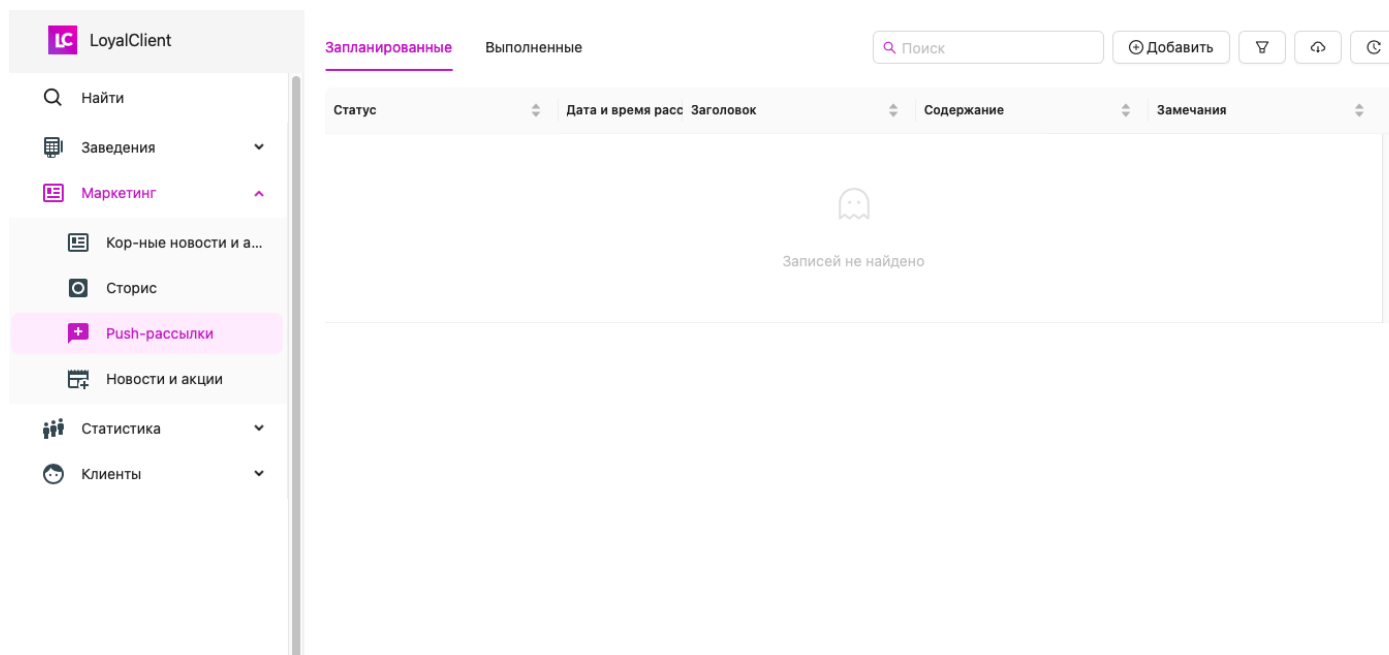 LC LoyalClient
Найти
Заведения
Маркетинг
Кор-ные новости и а...
Сторис
Push-рассылки
Новости и акции
Статистика
Клиенты
Запланированные Выполненные Поиск Добавить
Статус Дата и время расс Заголовок Содержание Замечания
Записей не найдено